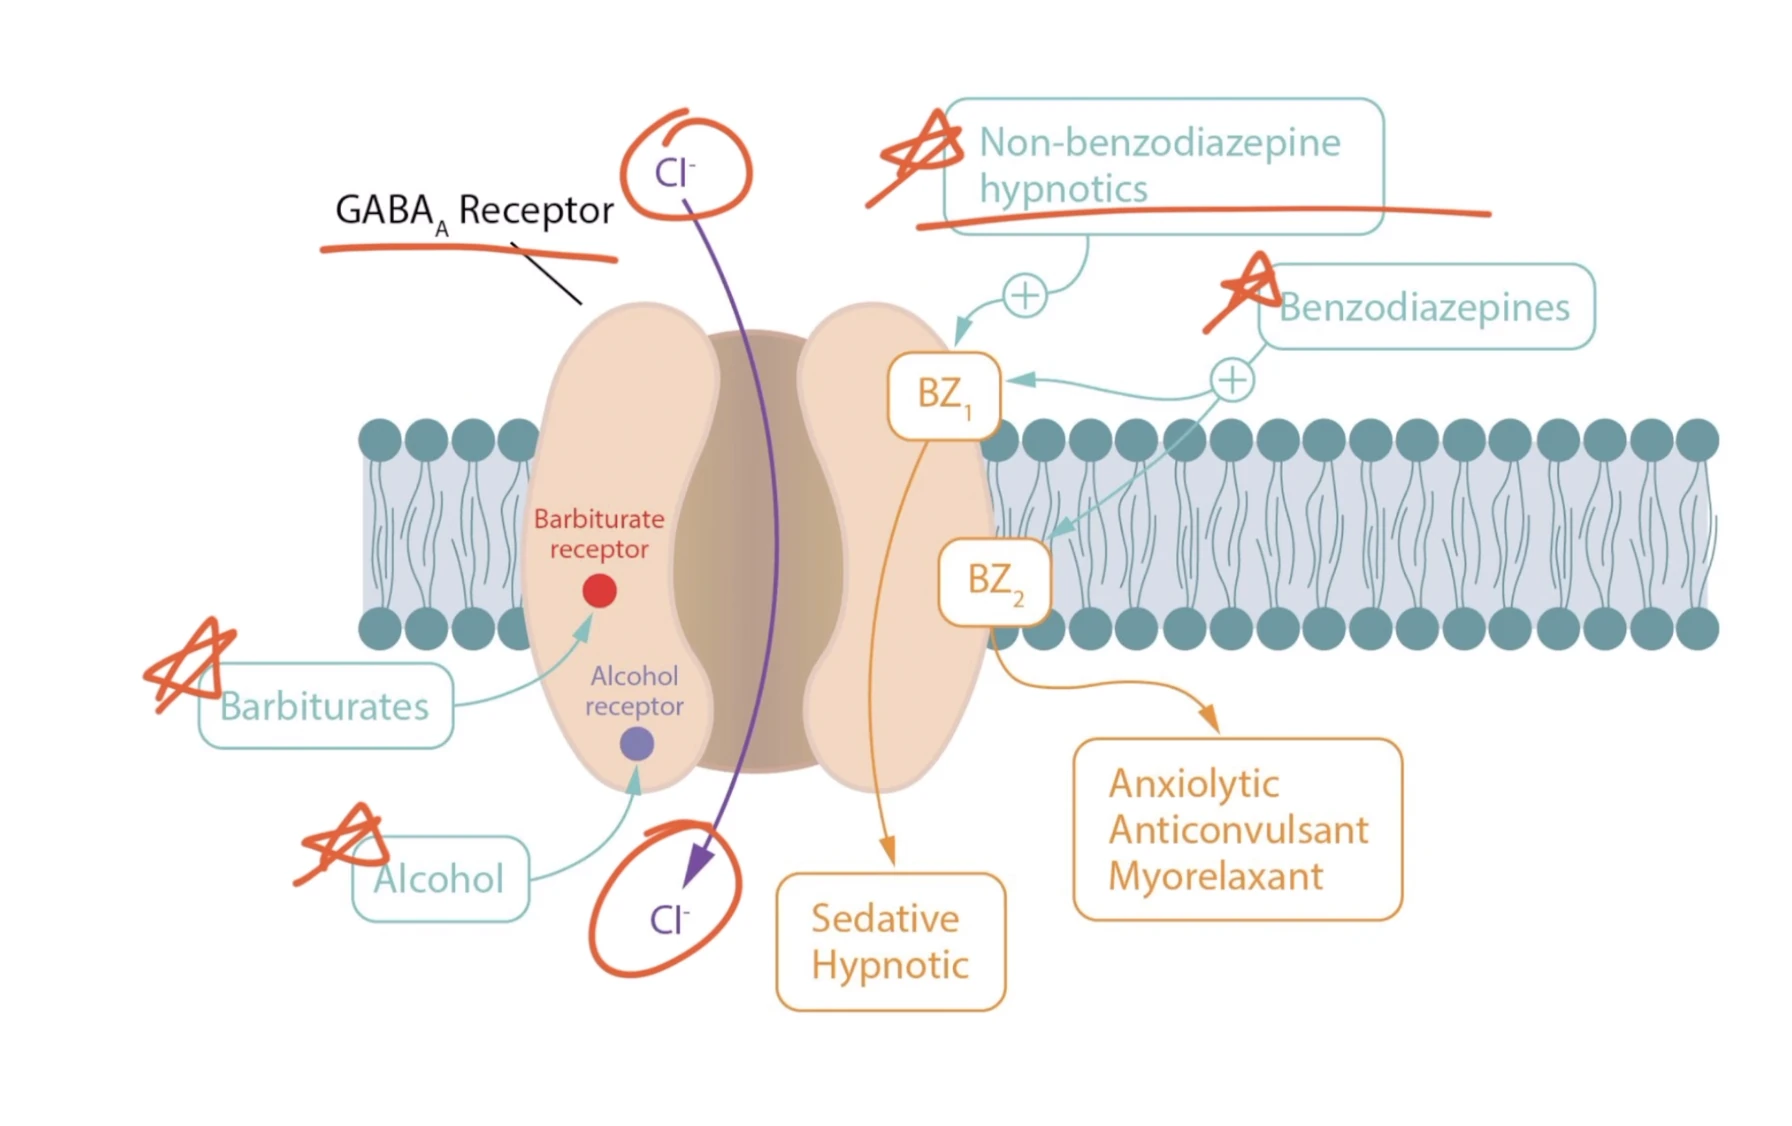 Cl⁻
GABA_A Receptor
Non-benzodiazepine
hypnotics
Benzodiazepines
+
+
BZ₁
Barbiturate
receptor
BZ₂
Alcohol
receptor
Barbiturates
Alcohol
Cl⁻
Sedative
Hypnotic
Anxiolytic
Anticonvulsant
Myorelaxant